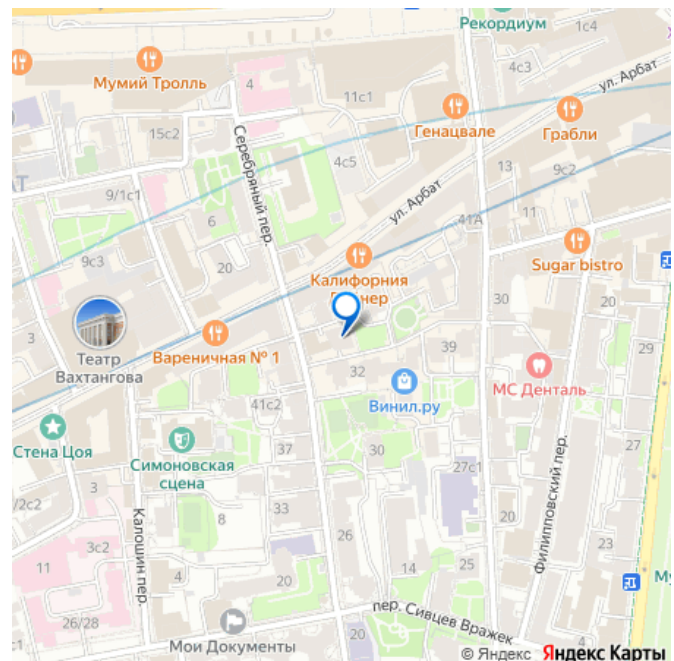 Рекордиум
1с4
4с3
ул. Арбат
Мумий Тролль
4
11с1
Генацвале
Грабли
15с2
Серебряный пер.
4с5
13
9с2
9/1с1
6
ул. Арбат
41А
11
20
9с3
Sugar bistro
Калифорния
30
20
3
Театр
Вахтангова
Вареничная № 1
39
29
32
МС Денталь
Винил.ру
41с2
Стена Цоя
Симоновская
сцена
37
30
27
27с1
3
/2с2
33
8
20
Филипповский пер.
Калошин пер.
3с2
26
23
11
4
20
14
25
26/28
пер. Сивцев Вражек
Мои Документы
20
© Яндекс Яндекс Карты